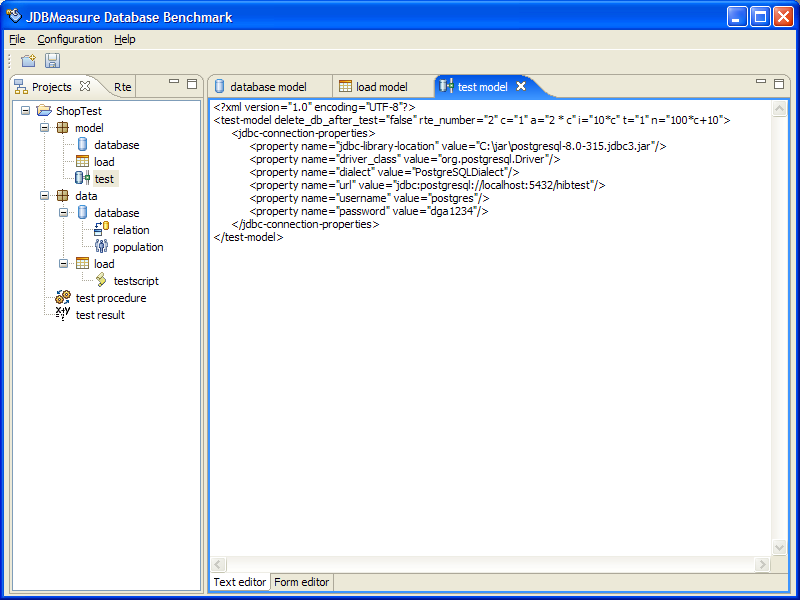 JDBMeasure Database Benchmark
File Configuration Help
Projects Rte
ShopTest
model
database
load
test
data
database
relation
population
load
testscript
test procedure
test result
database model load model test model
<?xml version="1.0" encoding="UTF-8"?>
<test-model delete_db_after_test="false" rte_number="2" c="1" a="2 * c" i="10*c" t="1" n="100*c+10">
<jdbc-connection-properties>
<property name="jdbc-library-location" value="C:\jar\postgresql-8.0-315.jdbc3.jar"/>
<property name="driver_class" value="org.postgresql.Driver"/>
<property name="dialect" value="PostgreSQLDialect"/>
<property name="url" value="jdbc:postgresql://localhost:5432/hibtest"/>
<property name="username" value="postgres"/>
<property name="password" value="dga1234"/>
</jdbc-connection-properties>
</test-model>
Text editor Form editor